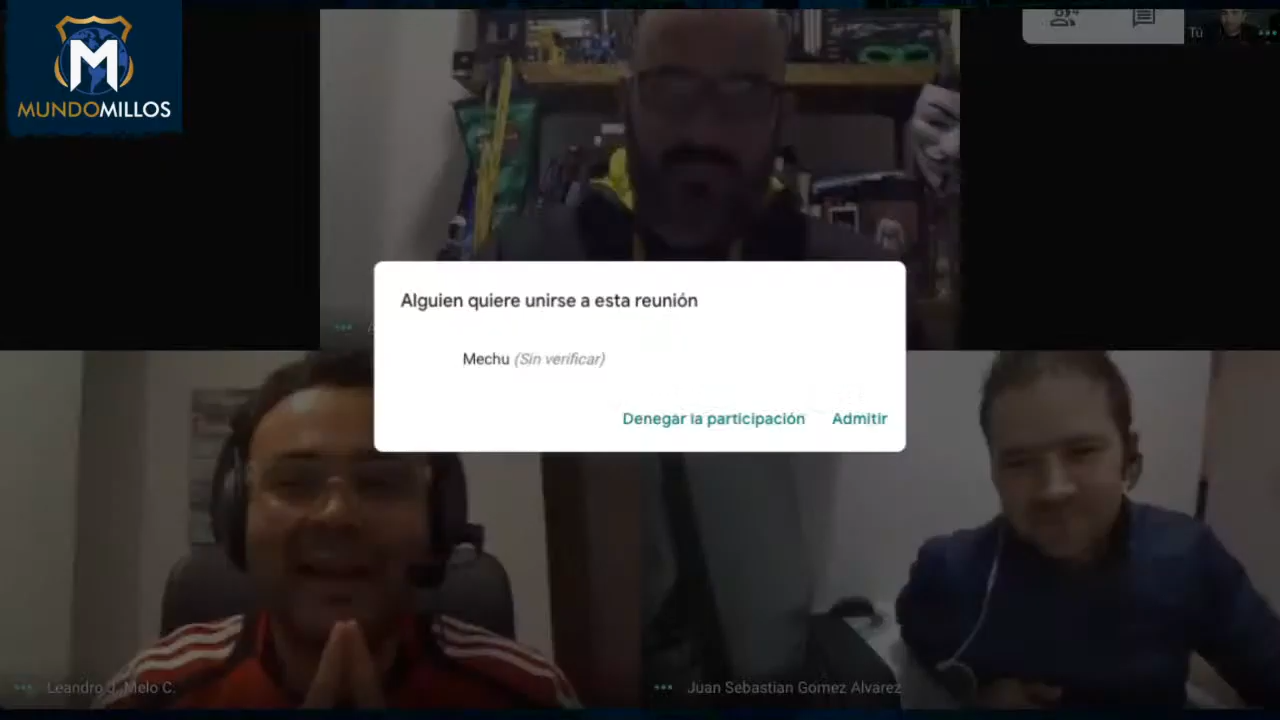 MUNDOMILLOS
Tú
Alguien quiere unirse a esta reunión
Mechu (Sin verificar)
Denegar la participación
Admitir
Leandro J. Melo C.
Juan Sebastian Gomez Alvarez